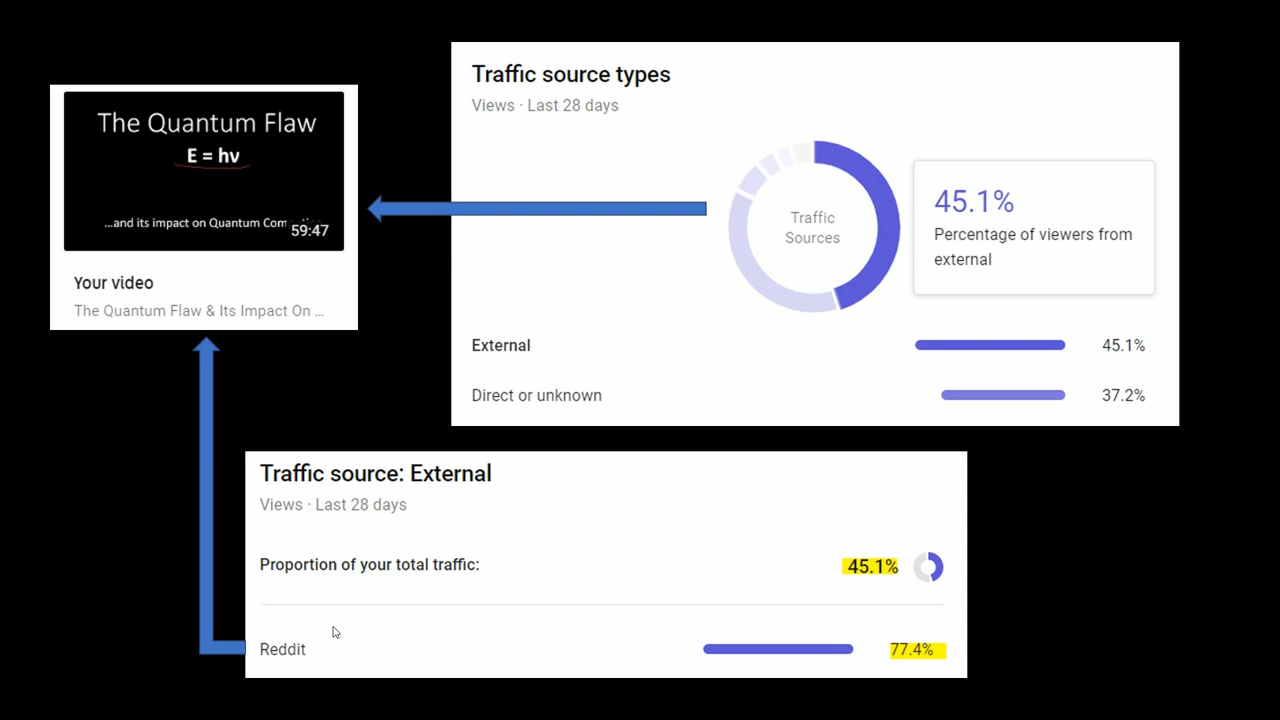 The Quantum Flaw
E = hν
...and its impact on Quantum Com
59:47
Your video
The Quantum Flaw & Its Impact On ...
Traffic source types
Views · Last 28 days
Traffic
Sources
45.1%
Percentage of viewers from
external
External 45.1%
Direct or unknown 37.2%
Traffic source: External
Views · Last 28 days
Proportion of your total traffic: 45.1%
Reddit 77.4%